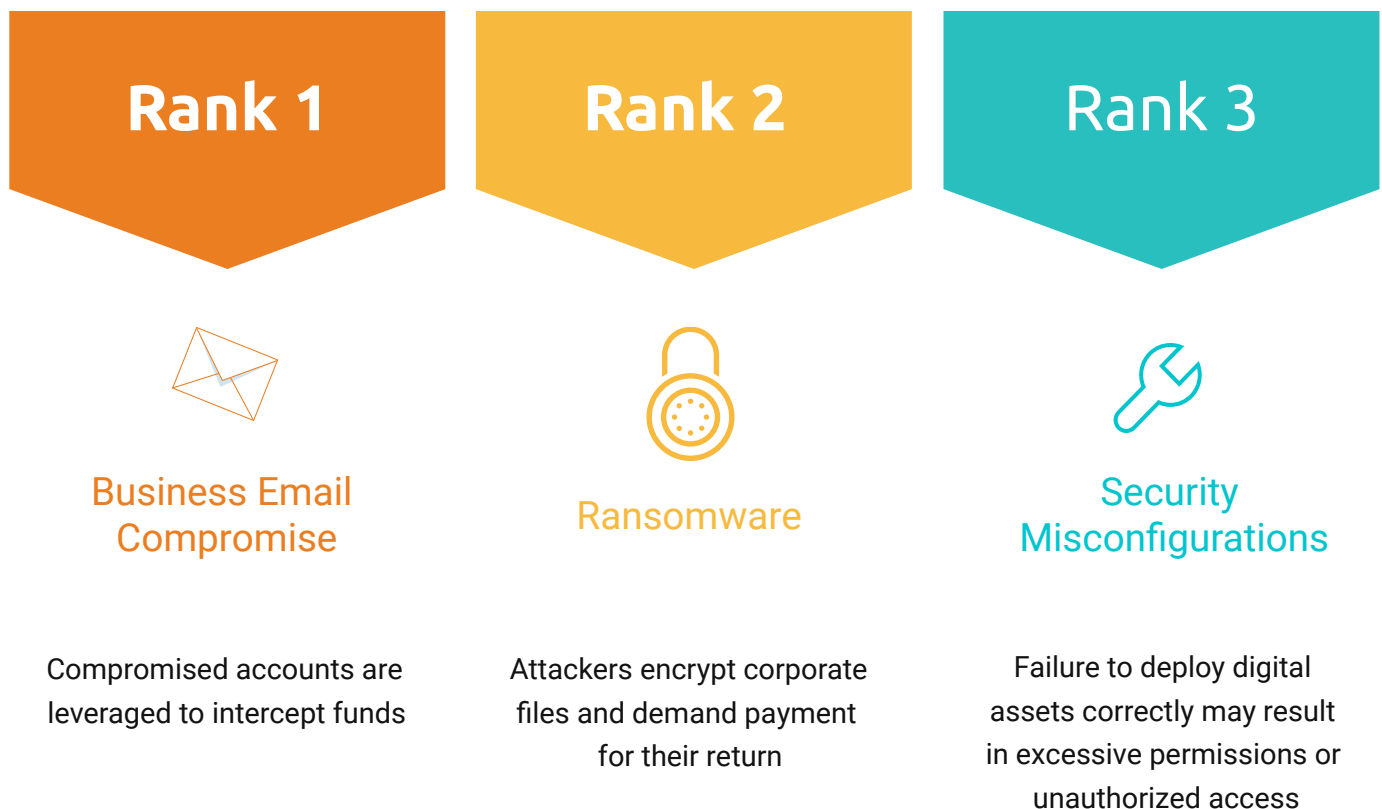 Rank 1
Rank 2
Rank 3
Business Email
Compromise
Ransomware
Security
Misconfigurations
Compromised accounts are
leveraged to intercept funds
Attackers encrypt corporate
files and demand payment
for their return
Failure to deploy digital
assets correctly may result
in excessive permissions or
unauthorized access